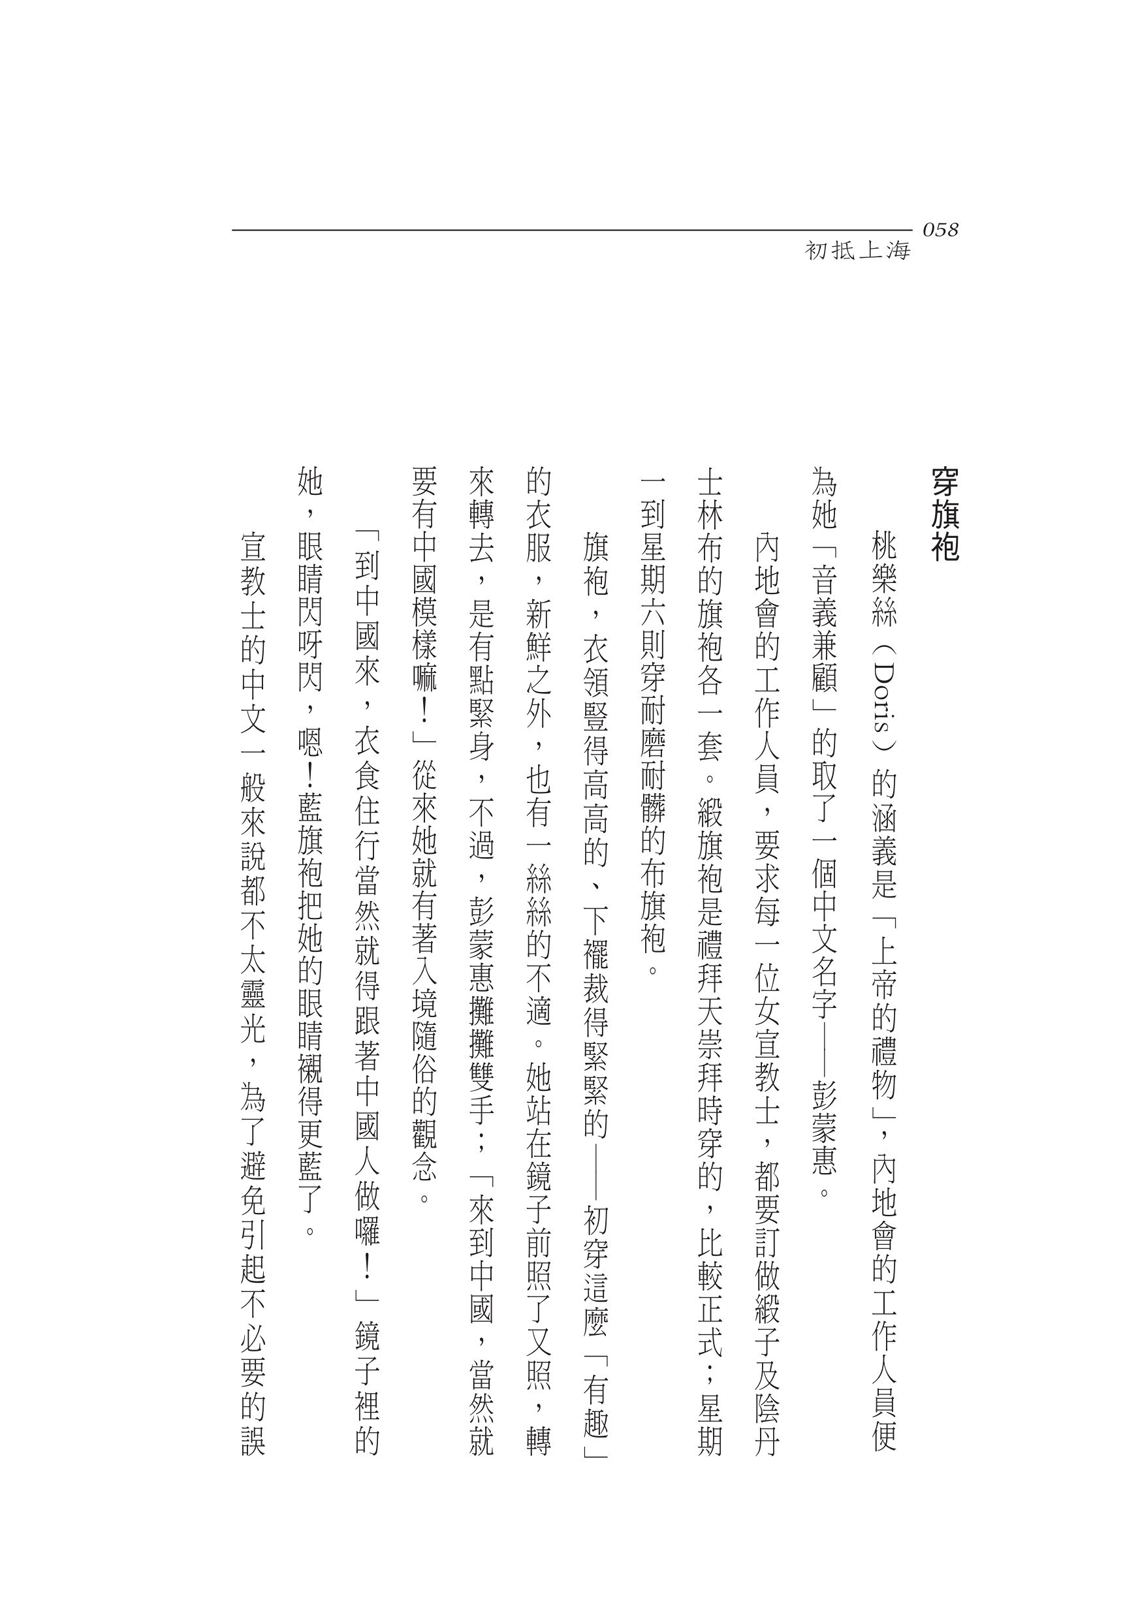 058
初抵上海
穿旗袍
桃樂絲（Doris）的涵義是「上帝的禮物」，內地會的工作人員便
為她「音義兼顧」的取了一個中文名字——彭蒙惠。
內地會的工作人員，要求每一位女宣教士，都要訂做緞子及陰丹
士林布的旗袍各一套。緞旗袍是禮拜天崇拜時穿的，比較正式；星期
一到星期六則穿耐磨耐髒的布旗袍。
旗袍，衣領豎得高高的、下襬裁得緊緊的——初穿這麼「有趣」
的衣服，新鮮之外，也有一絲絲的不適。她站在鏡子前照了又照，轉
來轉去，是有點緊身，不過，彭蒙惠攤攤雙手；「來到中國，當然就
要有中國模樣嘛！」從來她就有著入境隨俗的觀念。
「到中國來，衣食住行當然就得跟著中國人做囉！」鏡子裡的
她，眼睛閃呀閃，嗯！藍旗袍把她的眼睛襯得更藍了。
宣教士的中文一般來說都不太靈光，為了避免引起不必要的誤